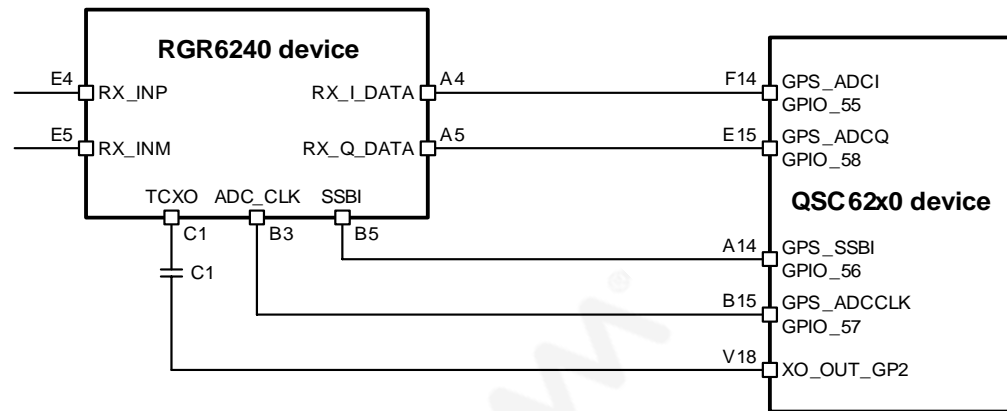 RGR6240 device
E4
RX_INP
RX_I_DATA
A4
F14
GPS_ADCI
GPIO_55
E5
RX_INM
RX_Q_DATA
A5
E15
GPS_ADCQ
GPIO_58
TCXO
ADC_CLK
SSBI
C1
B3
B5
QSC62x0 device
A14
GPS_SSBI
GPIO_56
C1
B15
GPS_ADCCLK
GPIO_57
V18
XO_OUT_GP2